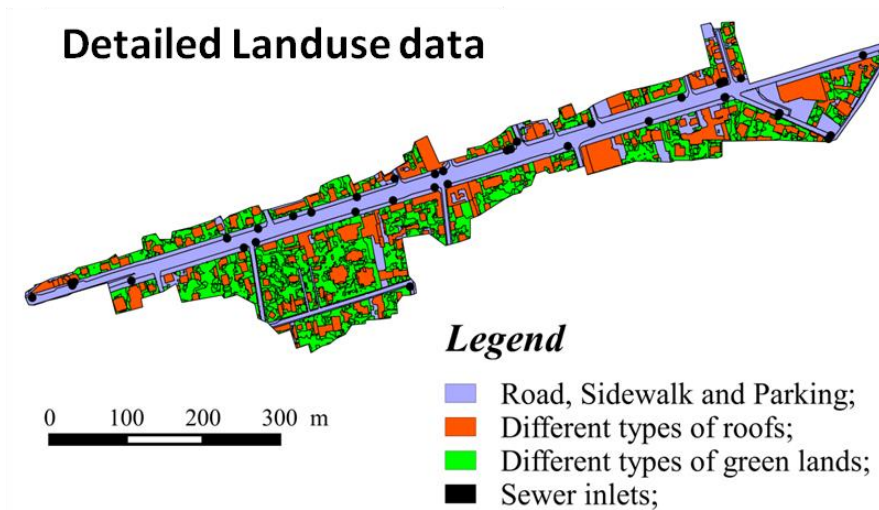 Detailed Landuse data
Legend
Road, Sidewalk and Parking;
0 100 200 300 m
Different types of roofs;
Different types of green lands;
Sewer inlets;